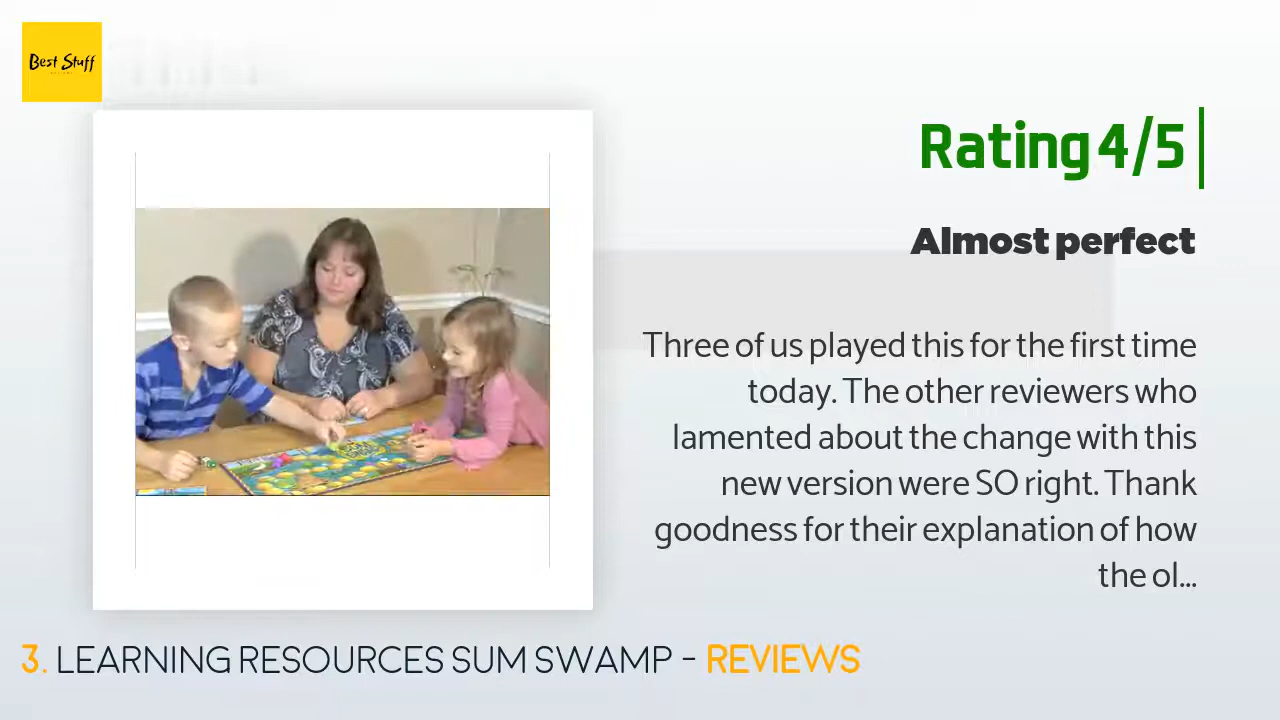 Best Stuff
Rating 4/5
Almost perfect
Three of us played this for the first time
today. The other reviewers who
lamented about the change with this
new version were SO right. Thank
goodness for their explanation of how
the ol...
3. LEARNING RESOURCES SUM SWAMP - REVIEWS